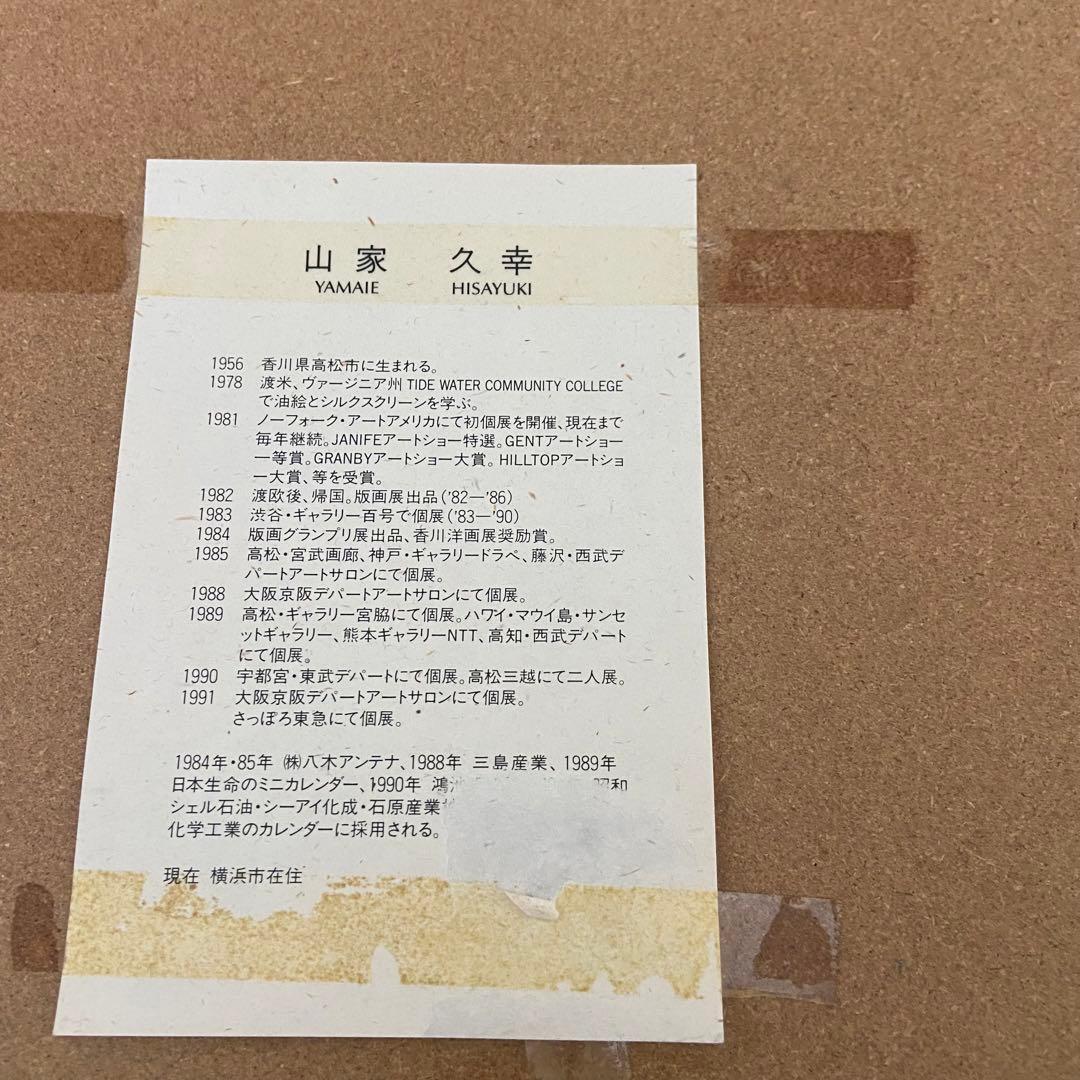 山家 久幸
YAMAIE HISAYUKI
1956 香川県高松市に生まれる。
1978 渡米、ヴァージニア州 TIDE WATER COMMUNITY COLLEGE
で油絵とシルクスクリーンを学ぶ。
1981 ノーフォーク・アートアメリカにて初個展を開催、現在まで
毎年継続。JANIFEアートショー特選。GENTアートショー
一等賞。GRANBYアートショー大賞。HILLTOPアートショ
ー大賞、等を受賞。
1982 渡欧後、帰国。版画展出品('82—'86)
1983 渋谷・ギャラリー百号で個展('83—'90)
1984 版画グランプリ展出品、香川洋画展奨励賞。
1985 高松・宮武画廊、神戸・ギャラリードラペ、藤沢・西武デ
パートアートサロンにて個展。
1988 大阪京阪デパートアートサロンにて個展。
1989 高松・ギャラリー宮脇にて個展。ハワイ・マウイ島・サンセ
ットギャラリー、熊本ギャラリーNTT、高知・西武デパート
にて個展。
1990 宇都宮・東武デパートにて個展。高松三越にて二人展。
1991 大阪京阪デパートアートサロンにて個展。
さっぽろ東急にて個展。
1984年・85年 ㈱八木アンテナ、1988年 三島産業、1989年
日本生命のミニカレンダー、1990年 鴻 昭和
シェル石油・シーアイ化成・石原産業
化学工業のカレンダーに採用される。
現在 横浜市在住